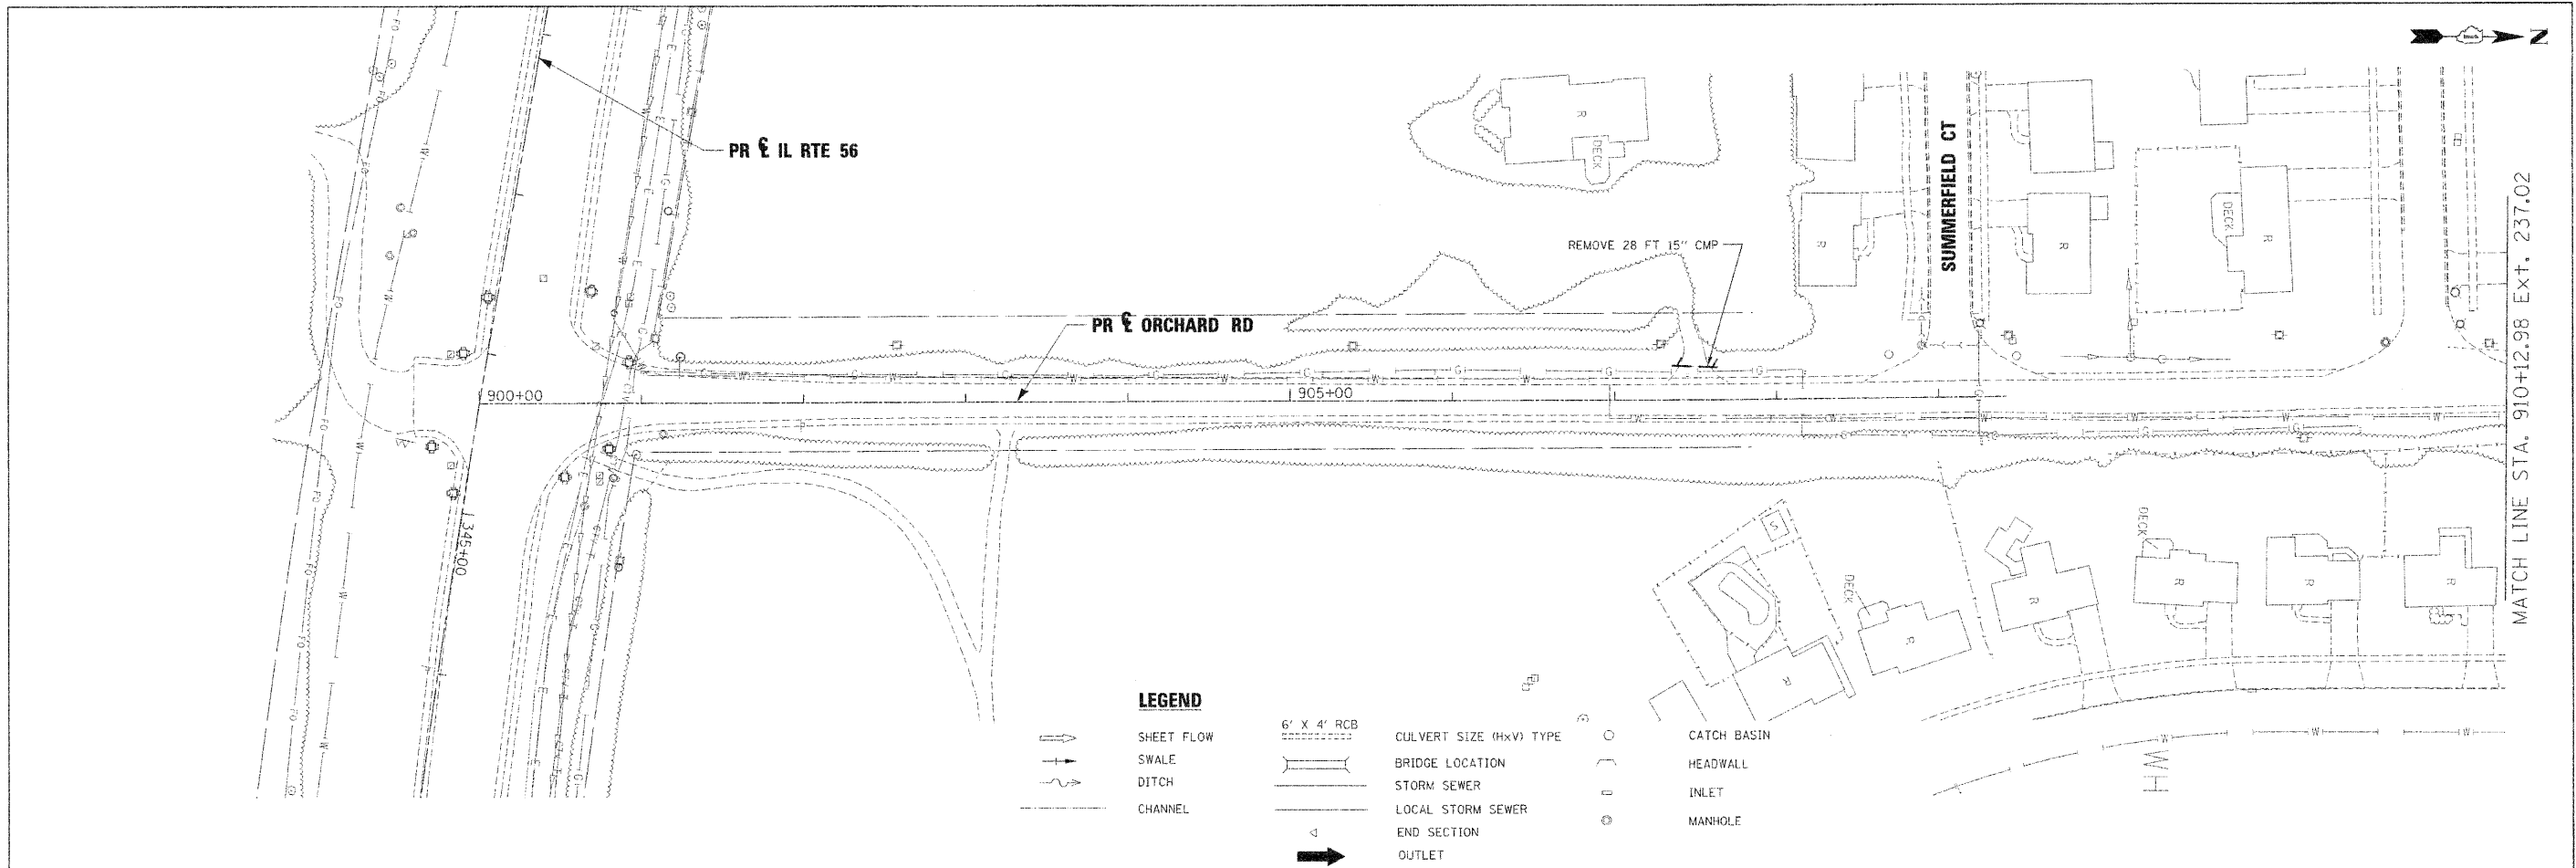 N
PR ℄ IL RTE 56
DECK
R
SUMMERFIELD CT
REMOVE 28 FT 15" CMP
R
R
DECK
R
PR ℄ ORCHARD RD
900+00
905+00
1345+00
MATCH LINE STA. 910+12.98 Ext. 237.02
S
DECK
DECK
R
R
R
R
R
R
WH
LEGEND
SHEET FLOW
SWALE
DITCH
CHANNEL
6' X 4' RCB
CULVERT SIZE (HxV) TYPE
BRIDGE LOCATION
STORM SEWER
LOCAL STORM SEWER
END SECTION
OUTLET
CATCH BASIN
HEADWALL
INLET
MANHOLE